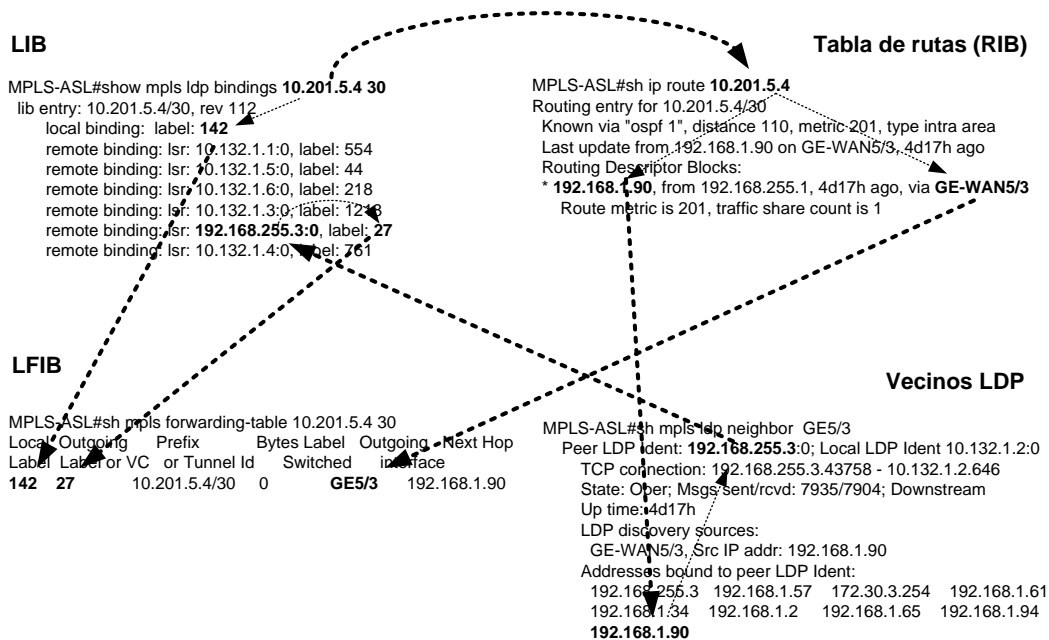 LIB
MPLS-ASL#show mpls ldp bindings 10.201.5.4 30
lib entry: 10.201.5.4/30, rev 112
local binding: label: 142
remote binding: lsr: 10.132.1.1:0, label: 554
remote binding: lsr: 10.132.1.5:0, label: 44
remote binding: lsr: 10.132.1.6:0, label: 218
remote binding: lsr: 10.132.1.3:0, label:
remote binding: lsr: 192.168.255.3:0, label: 27
remote binding: lsr: 10.132.1.4:0, label: 761
Tabla de rutas (RIB)
MPLS-ASL#sh ip route 10.201.5.4
Routing entry for 10.201.5.4/30
Known via "ospf 1", distance 110, metric 201, type intra area
Last update from 192.168.1.90 on GE-WAN5/3, 4d17h ago
Routing Descriptor Blocks:
* 192.168.1.90, from 192.168.255.1, 4d17h ago, via GE-WAN5/3
Route metric is 201, traffic share count is 1
LFIB
MPLS-ASL#sh mpls forwarding-table 10.201.5.4 30
Local Outgoing Prefix Bytes Label Outgoing Next Hop
Label Label or VC or Tunnel Id Switched interface
142 27 10.201.5.4/30 0 GE5/3 192.168.1.90
Vecinos LDP
MPLS-ASL#sh mpls ldp neighbor GE5/3
Peer LDP Ident: 192.168.255.3:0; Local LDP Ident 10.132.1.2:0
TCP connection: 192.168.255.3.43758 - 10.132.1.2.646
State: Oper; Msgs sent/rcvd: 7935/7904; Downstream
Up time: 4d17h
LDP discovery sources:
GE-WAN5/3, Src IP addr: 192.168.1.90
Addresses bound to peer LDP Ident:
192.168.255.3 192.168.1.57 172.30.3.254 192.168.1.61
192.168.1.34 192.168.1.2 192.168.1.65 192.168.1.94
192.168.1.90